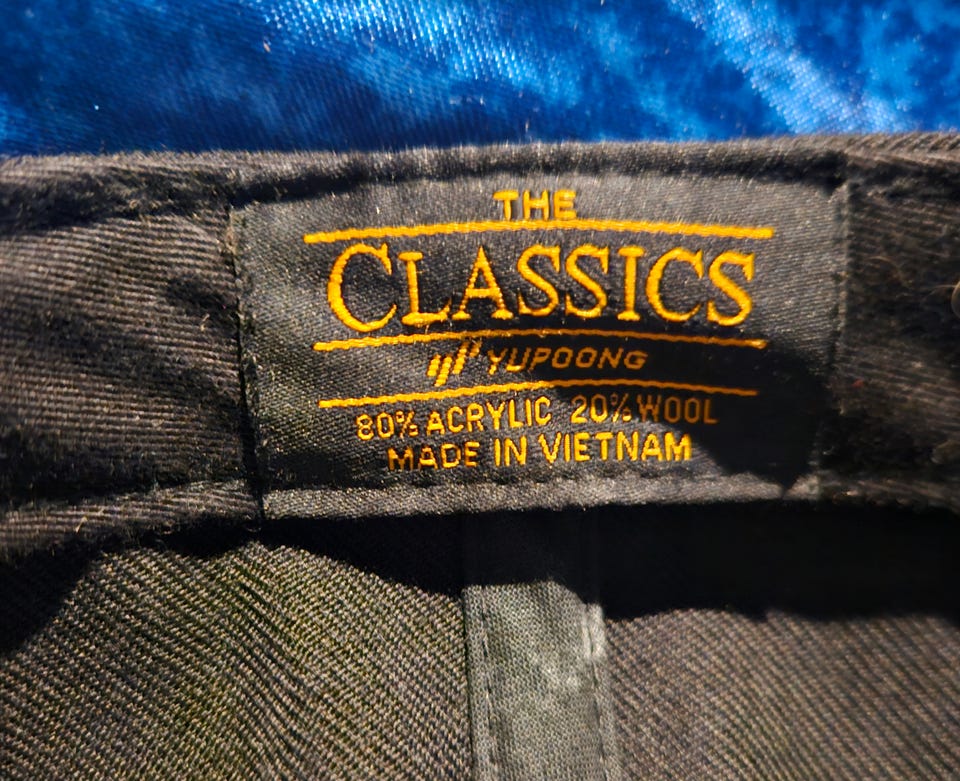 THE
CLASSICS
YUPOONG
80% ACRYLIC 20% WOOL
MADE IN VIETNAM